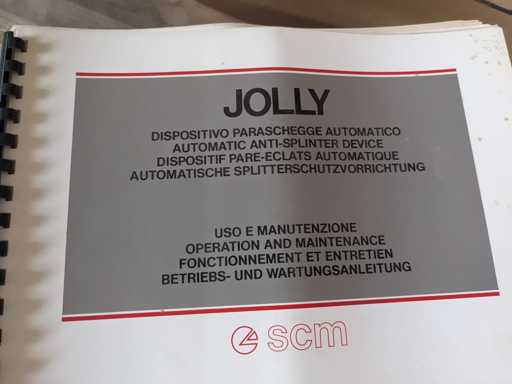 JOLLY
DISPOSITIVO PARASCHEGGE AUTOMATICO
AUTOMATIC ANTI-SPLINTER DEVICE
DISPOSITIF PARE-ECLATS AUTOMATIQUE
AUTOMATISCHE SPLITTERSCHUTZVORRICHTUNG
USO E MANUTENZIONE
OPERATION AND MAINTENANCE
FONCTIONNEMENT ET ENTRETIEN
BETRIEBS- UND WARTUNGSANLEITUNG
scm